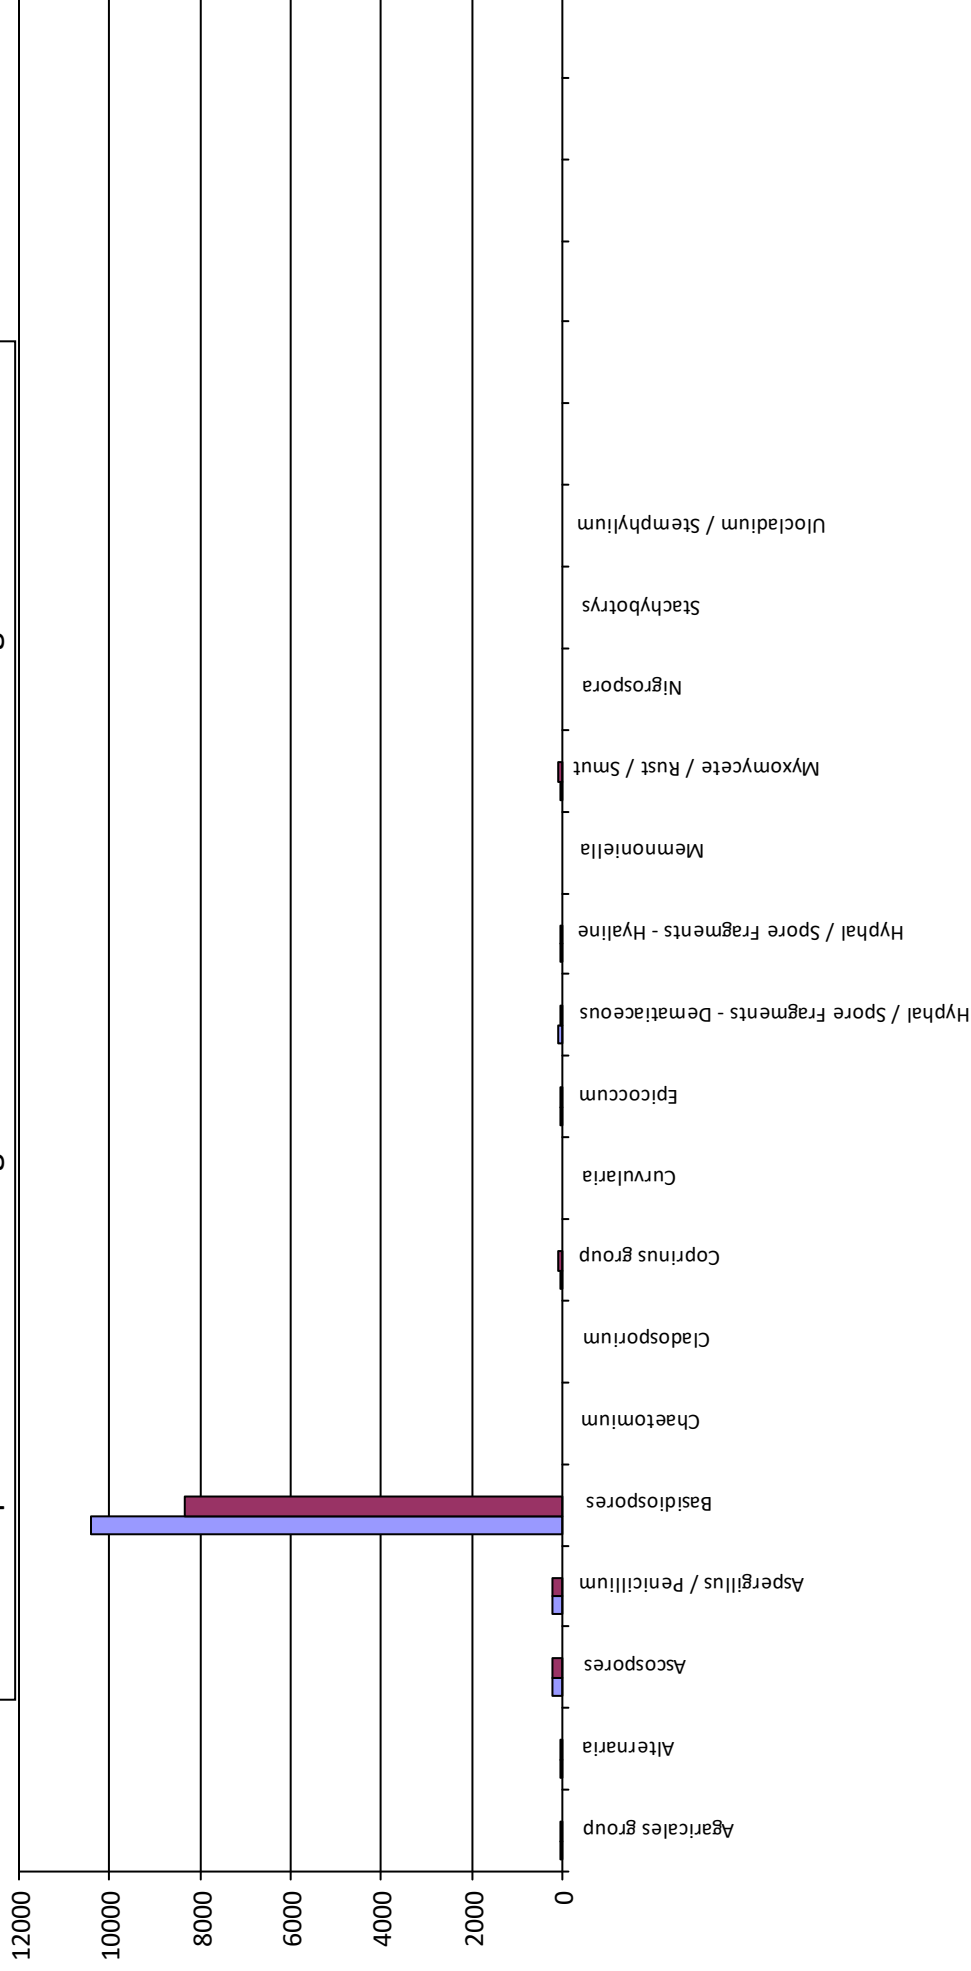 12000
10000
8000
6000
4000
2000
0
Agaricales group
Alternaria
Ascospores
Aspergillus / Penicillium
Basidiospores
Chaetomium
Cladosporium
Coprinus group
Curvularia
Epicoccum
Hyphal / Spore Fragments - Dematiaceous
Hyphal / Spore Fragments - Hyaline
Memnoniella
Myxomycete / Rust / Smut
Nigrospora
Stachybotrys
Ulocladium / Stemphylium